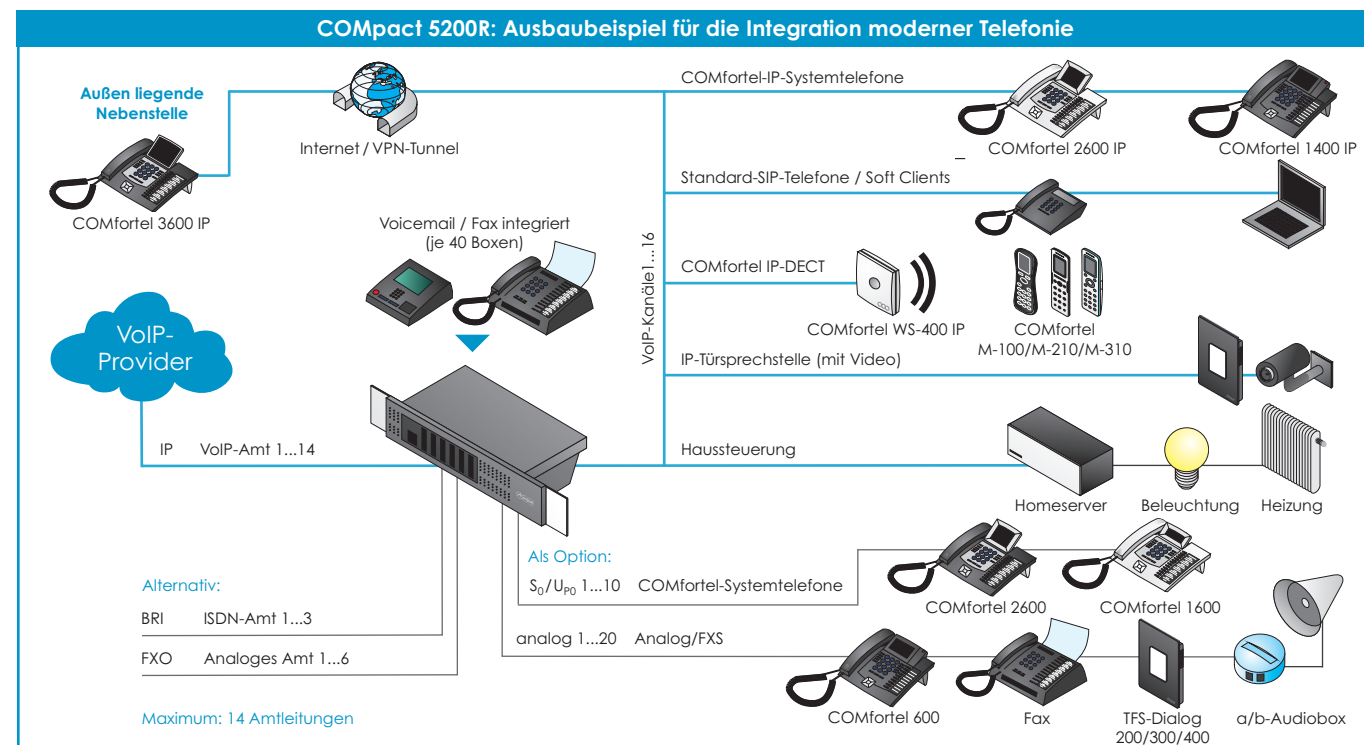 COMpact 5200R: Ausbaubeispiel für die Integration moderner Telefonie
Außen liegende
Nebenstelle
COMfortel 3600 IP
Internet / VPN-Tunnel
COMfortel-IP-Systemtelefone
COMfortel 2600 IP
COMfortel 1400 IP
Standard-SIP-Telefone / Soft Clients
Voicemail / Fax integriert
(je 40 Boxen)
VoIP-Kanäle1...16
COMfortel IP-DECT
COMfortel WS-400 IP
COMfortel
M-100/M-210/M-310
VoIP-
Provider
IP-Türsprechstelle (mit Video)
IP VoIP-Amt 1...14
Haussteuerung
Homeserver
Beleuchtung
Heizung
Als Option:
S0/UP0 1...10 COMfortel-Systemtelefone
COMfortel 2600
COMfortel 1600
Alternativ:
BRI ISDN-Amt 1...3
FXO Analoges Amt 1...6
analog 1...20 Analog/FXS
COMfortel 600
Fax
TFS-Dialog
200/300/400
a/b-Audiobox
Maximum: 14 Amtleitungen